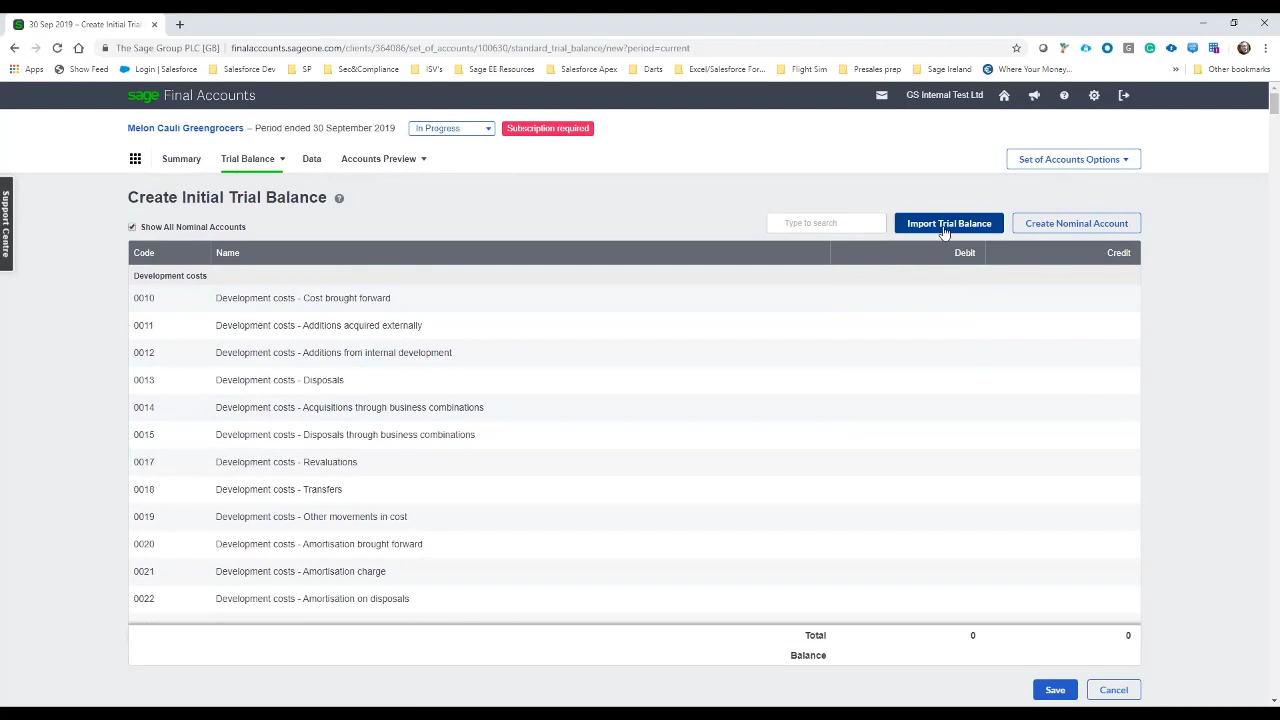 30 Sep 2019 – Create Initial Trial
The Sage Group PLC [GB] finalaccounts.sageone.com/clients/364086/set_of_accounts/100630/standard_trial_balance/new?period=current
Apps Show Feed Login | Salesforce Salesforce Dev SP Sec&Compliance ISV's Sage EE Resources Salesforce Apex Darts Excel/Salesforce For... Flight Sim Presales prep Sage Ireland Where Your Money... » Other bookmarks
sage Final Accounts GS Internal Test Ltd
Melon Cauli Greengrocers – Period ended 30 September 2019 In Progress Subscription required
Summary Trial Balance Data Accounts Preview Set of Accounts Options
Support Centre
Create Initial Trial Balance
Show All Nominal Accounts Type to search Import Trial Balance Create Nominal Account
Code Name Debit Credit
Development costs
0010 Development costs - Cost brought forward
0011 Development costs - Additions acquired externally
0012 Development costs - Additions from internal development
0013 Development costs - Disposals
0014 Development costs - Acquisitions through business combinations
0015 Development costs - Disposals through business combinations
0017 Development costs - Revaluations
0018 Development costs - Transfers
0019 Development costs - Other movements in cost
0020 Development costs - Amortisation brought forward
0021 Development costs - Amortisation charge
0022 Development costs - Amortisation on disposals
Total 0 0
Balance
Save Cancel